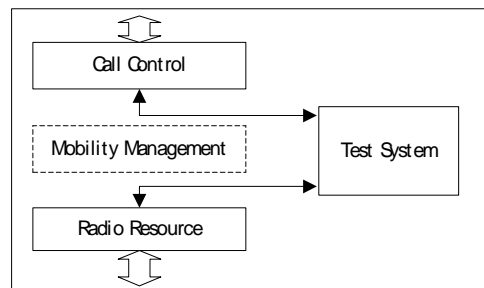 Call Control
Mobility Management
Test System
Radio Resource